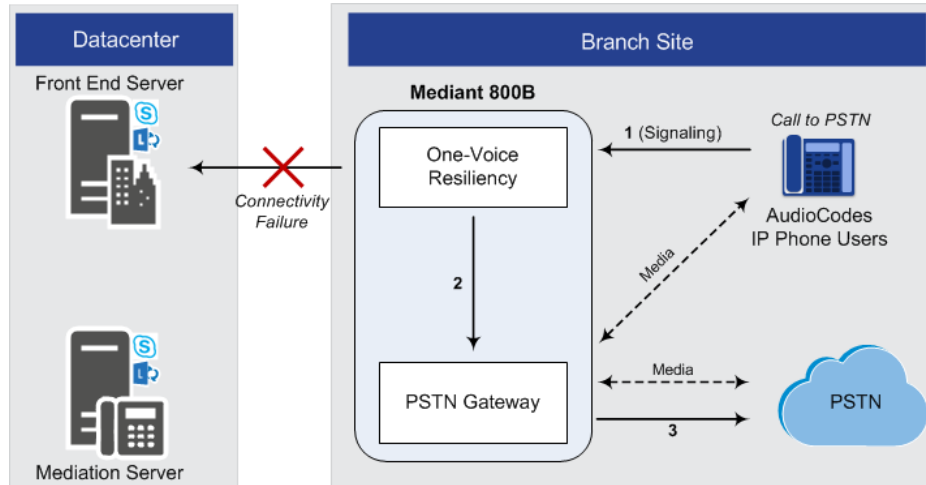 Datacenter
Branch Site
Front End Server
Mediant 800B
One-Voice
Resiliency
1 (Signaling)
Call to PSTN
AudioCodes
IP Phone Users
Connectivity
Failure
2
Media
PSTN Gateway
Media
3
PSTN
Mediation Server
S
L
S
L